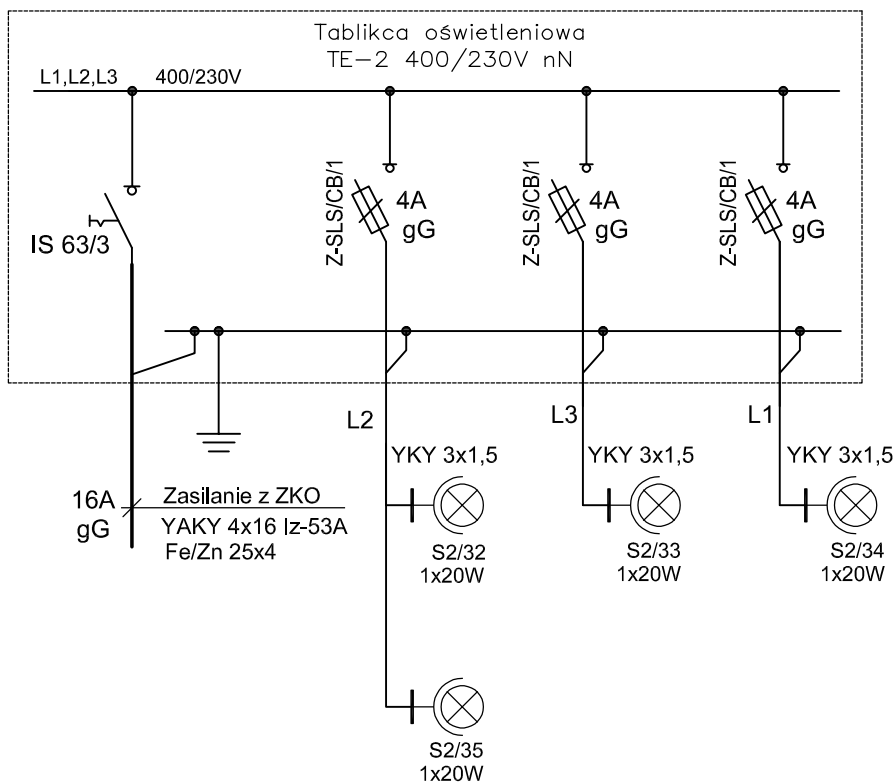 Tablikca oświetleniowa
TE-2 400/230V nN
L1,L2,L3 400/230V
IS 63/3
Z-SLS/CB/1
4A
gG
Z-SLS/CB/1
4A
gG
Z-SLS/CB/1
4A
gG
L2
L3
L1
YKY 3x1,5
YKY 3x1,5
YKY 3x1,5
16A
gG
Zasilanie z ZKO
YAKY 4x16 Iz-53A
Fe/Zn 25x4
S2/32
1x20W
S2/33
1x20W
S2/34
1x20W
S2/35
1x20W